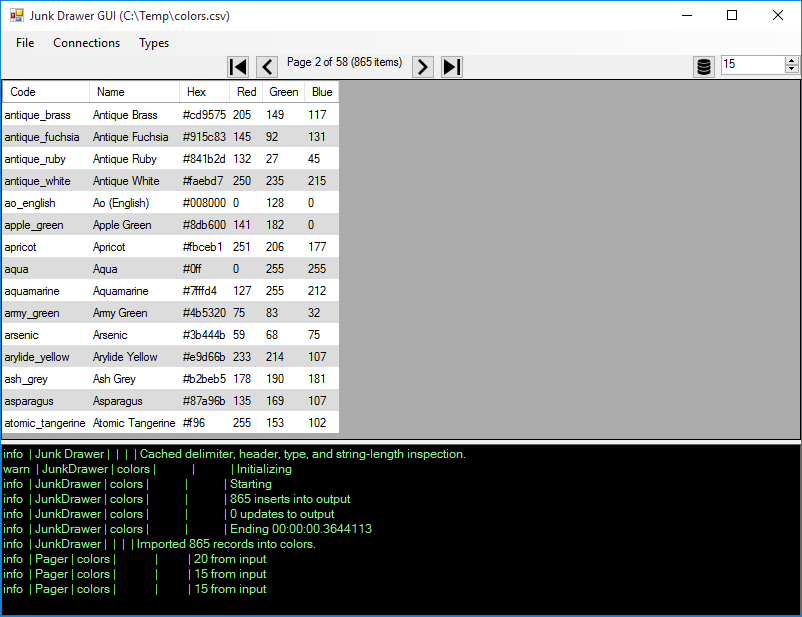 Junk Drawer GUI (C:\Temp\colors.csv)
File Connections Types
Page 2 of 58 (865 items) 15
Code Name Hex Red Green Blue
antique_brass Antique Brass #cd9575 205 149 117
antique_fuchsia Antique Fuchsia #915c83 145 92 131
antique_ruby Antique Ruby #841b2d 132 27 45
antique_white Antique White #faebd7 250 235 215
ao_english Ao (English) #008000 0 128 0
apple_green Apple Green #8db600 141 182 0
apricot Apricot #fbceb1 251 206 177
aqua Aqua #0ff 0 255 255
aquamarine Aquamarine #7fffd4 127 255 212
army_green Army Green #4b5320 75 83 32
arsenic Arsenic #3b444b 59 68 75
arylide_yellow Arylide Yellow #e9d66b 233 214 107
ash_grey Ash Grey #b2beb5 178 190 181
asparagus Asparagus #87a96b 135 169 107
atomic_tangerine Atomic Tangerine #f96 255 153 102
info | Junk Drawer | | | | Cached delimiter, header, type, and string-length inspection.
warn | JunkDrawer | colors | | | Initializing
info | JunkDrawer | colors | | | Starting
info | JunkDrawer | colors | | | 865 inserts into output
info | JunkDrawer | colors | | | 0 updates to output
info | JunkDrawer | colors | | | Ending 00:00:00.3644113
info | JunkDrawer | | | | Imported 865 records into colors.
info | Pager | colors | | | 20 from input
info | Pager | colors | | | 15 from input
info | Pager | colors | | | 15 from input